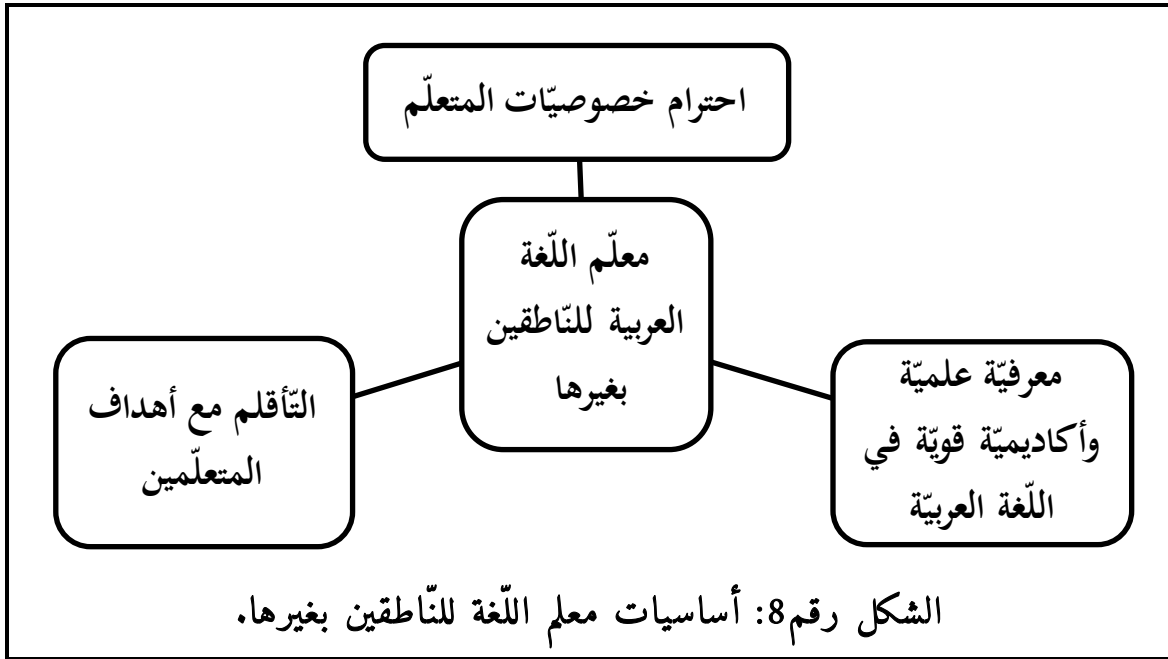 احترام خصوصيّات المتعلّم
معلّم اللّغة
العربية للنّاطقين
بغيرها
معرفيّة علميّة
وأكاديميّة قويّة في
اللّغة العربيّة
التّأقلم مع أهداف
المتعلّمين
الشكل رقم8: أساسيات معلم اللّغة للنّاطقين بغيرها.